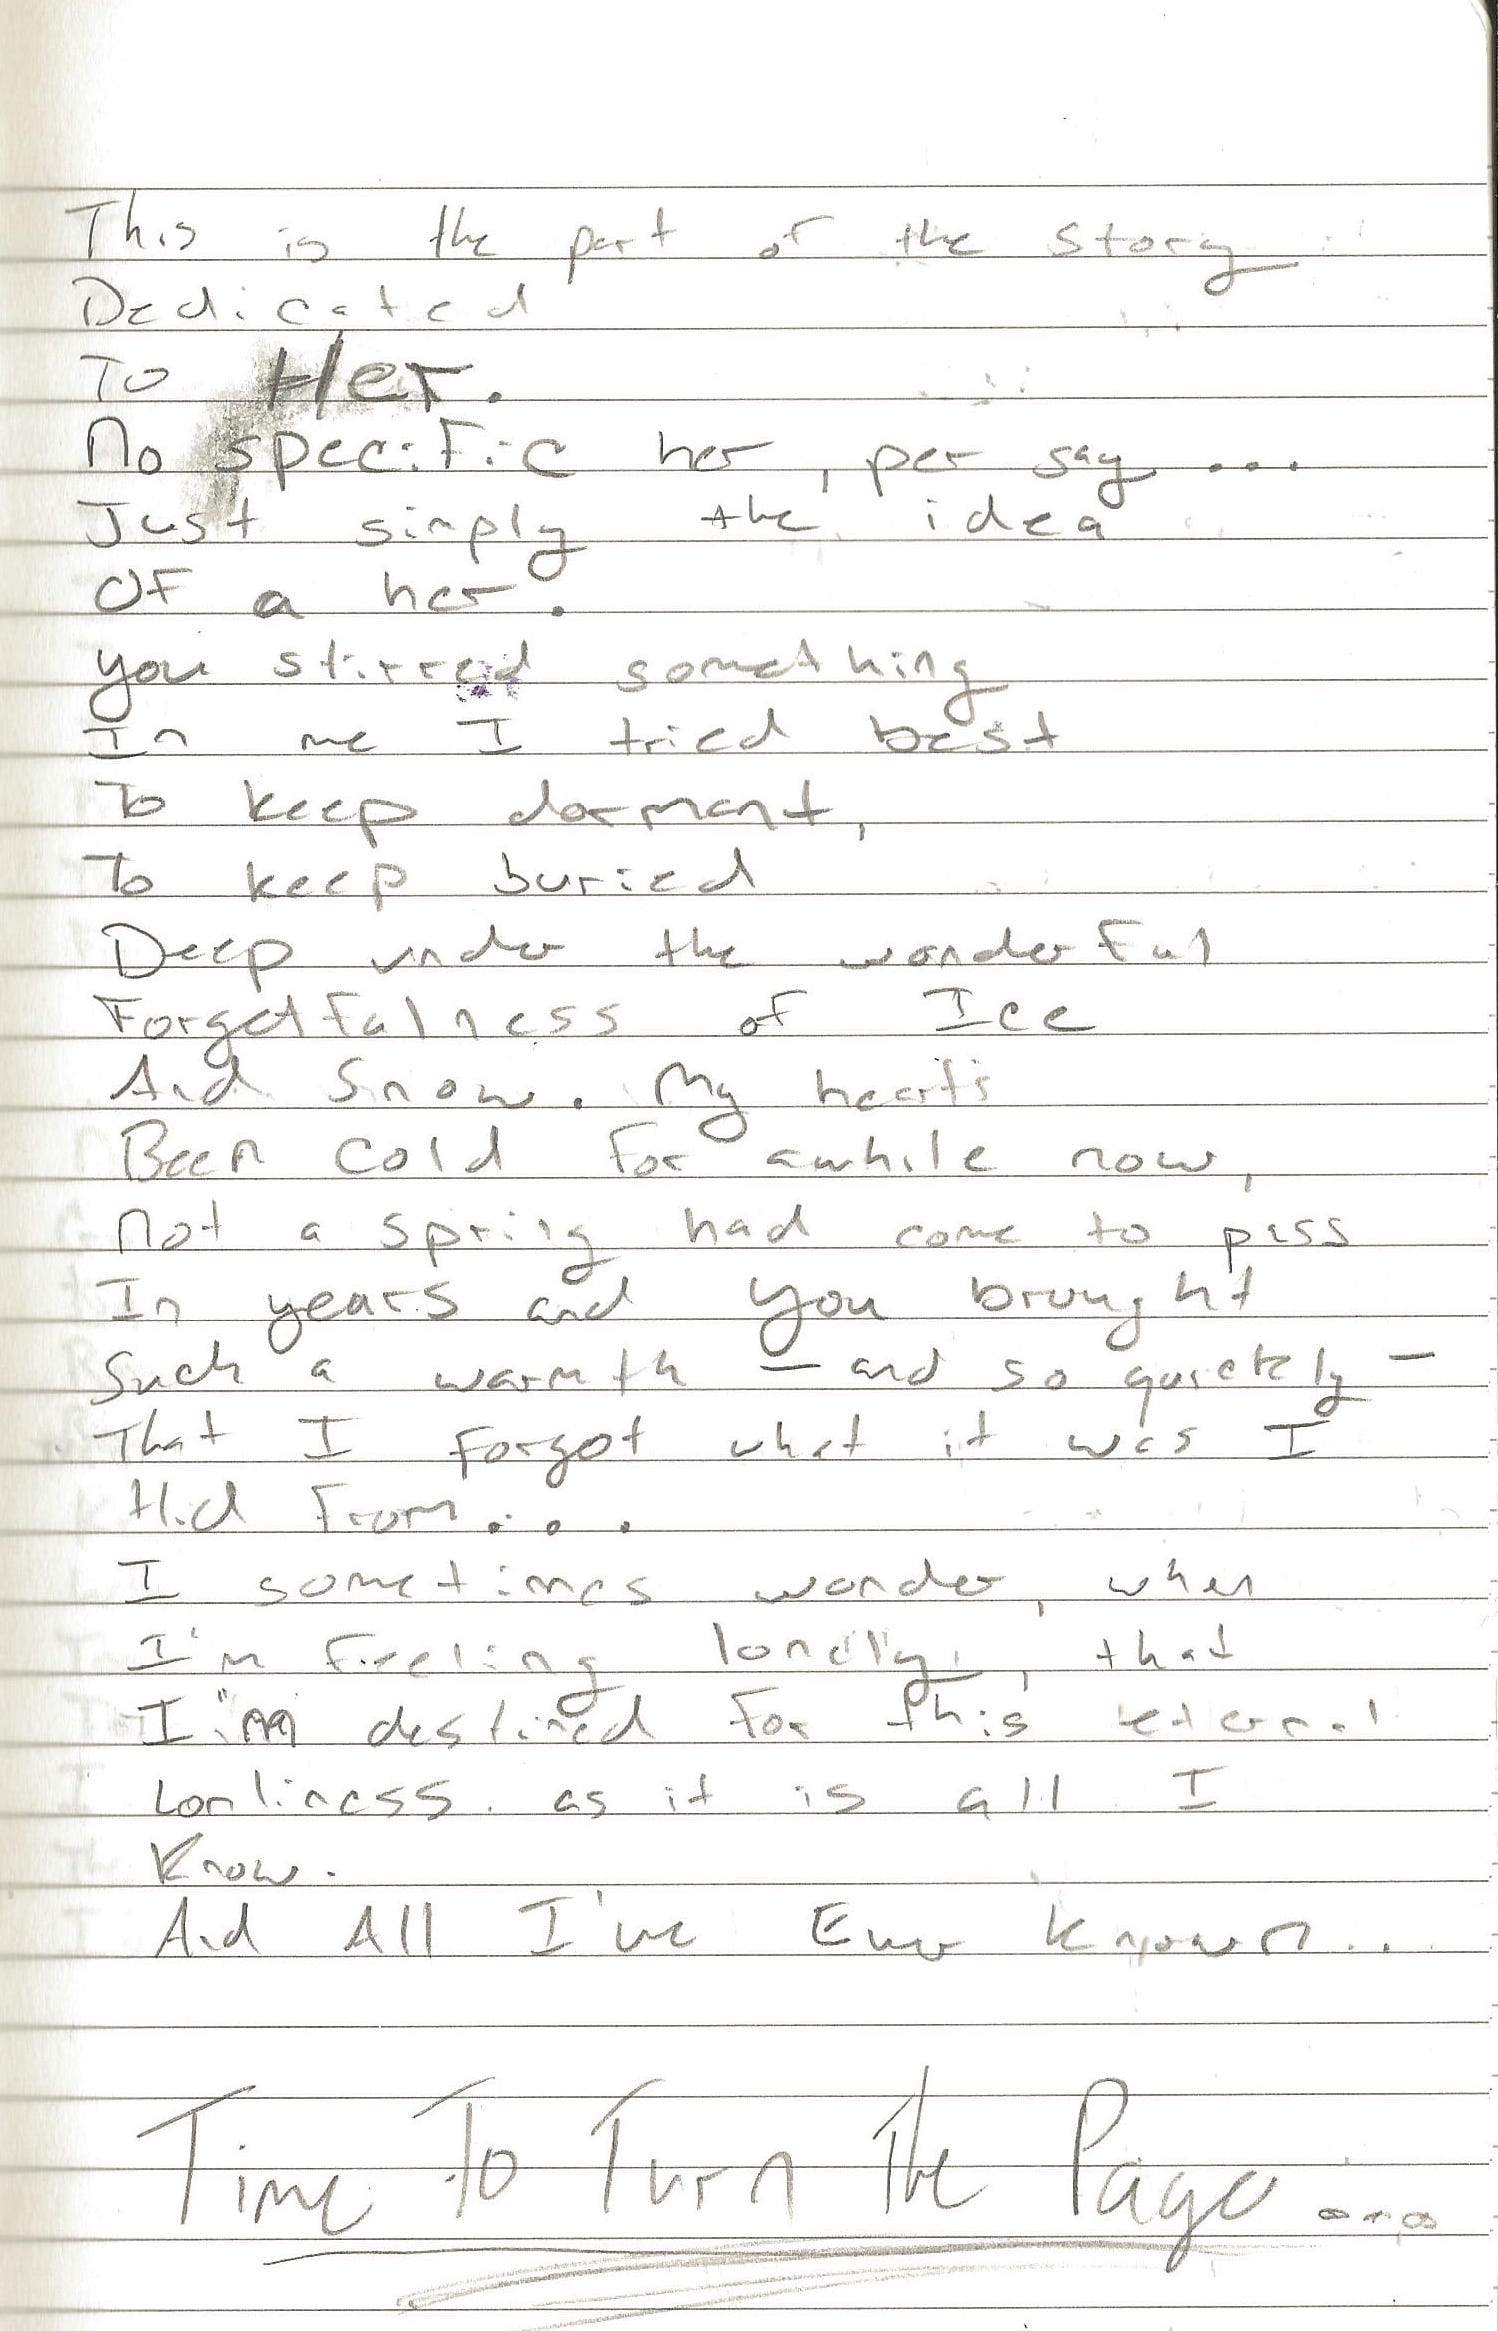 This is the part of the story
Dedicated
To Her.
No specific her, per say...
Just simply the idea
Of a her.
you stirred something
In me I tried best
To keep dormant,
To keep buried
Deep under the wonderful
Forgetfulness of Ice
And Snow. My heart's
Been cold for awhile now,
Not a spring had come to pass
In years and you brought
Such a warmth – and so quickly –
That I forgot what it was I
Hid from...
I sometimes wonder, when
I'm feeling lonely, that
I'm destined for this eternal
Lonliness as it is all I
Know.
And All I've Ever known...
Time To Turn The Page....